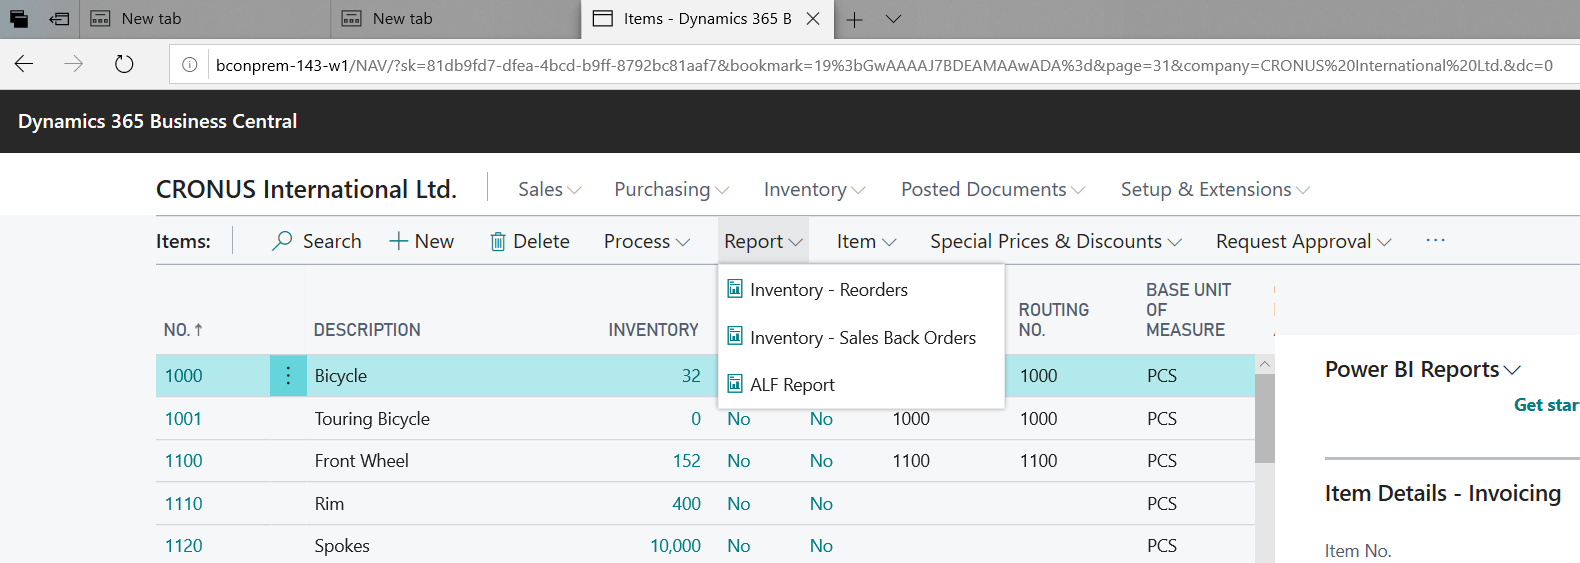 New tab
New tab
Items - Dynamics 365 B
bconprem-143-w1/NAV/?sk=81db9fd7-dfea-4bcd-b9ff-8792bc81aaf7&bookmark=19%3bGwAAAAJ7BDEAMAAwADA%3d&page=31&company=CRONUS%20International%20Ltd.&dc=0
Dynamics 365 Business Central
CRONUS International Ltd. Sales Purchasing Inventory Posted Documents Setup & Extensions
Items: Search New Delete Process Report Item Special Prices & Discounts Request Approval ...
Inventory - Reorders
Inventory - Sales Back Orders
ALF Report
NO. ↑ DESCRIPTION INVENTORY ROUTING NO. BASE UNIT OF MEASURE
1000 Bicycle 32 1000 PCS
1001 Touring Bicycle 0 No No 1000 1000 PCS
1100 Front Wheel 152 No No 1100 1100 PCS
1110 Rim 400 No No PCS
1120 Spokes 10,000 No No PCS
Power BI Reports
Get star
Item Details - Invoicing
Item No.